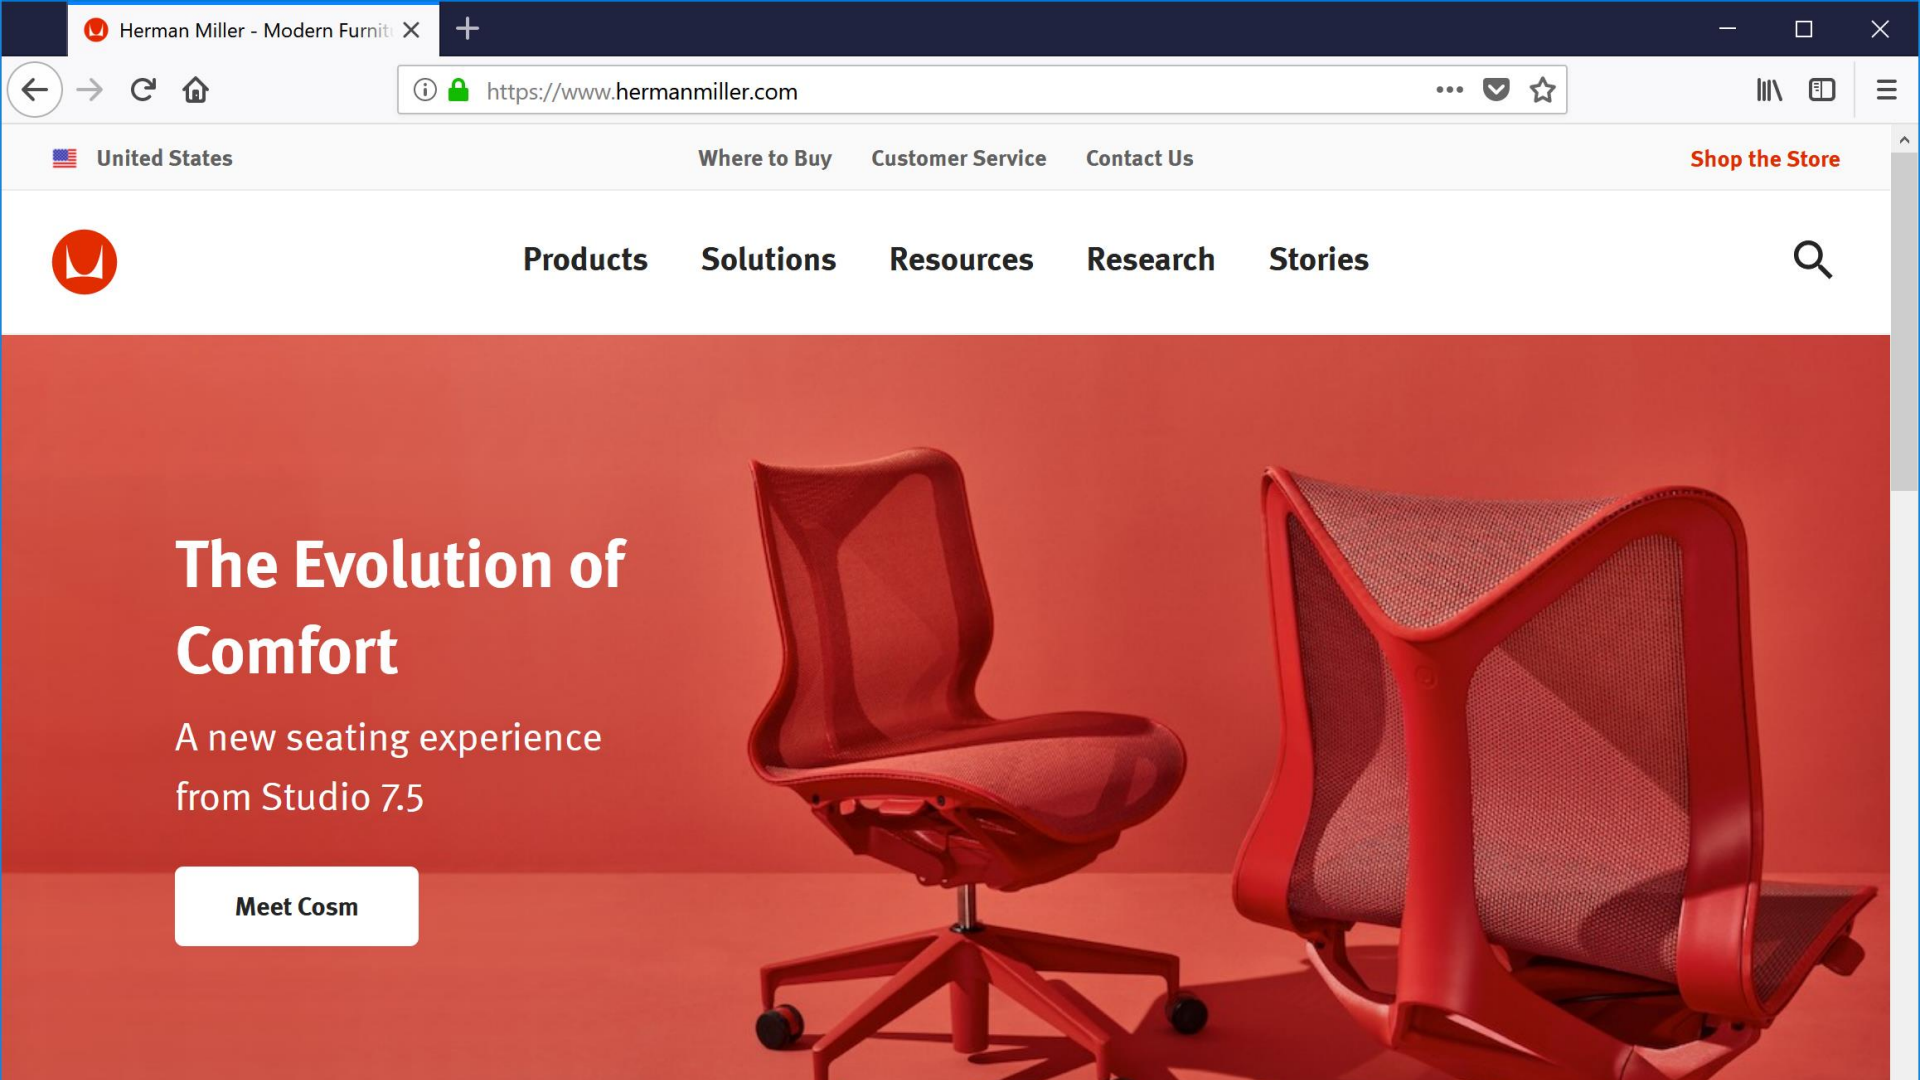 Herman Miller - Modern Furnit
https://www.hermanmiller.com
United States
Where to Buy
Customer Service
Contact Us
Shop the Store
Products
Solutions
Resources
Research
Stories
The Evolution of
Comfort
A new seating experience
from Studio 7.5
Meet Cosm